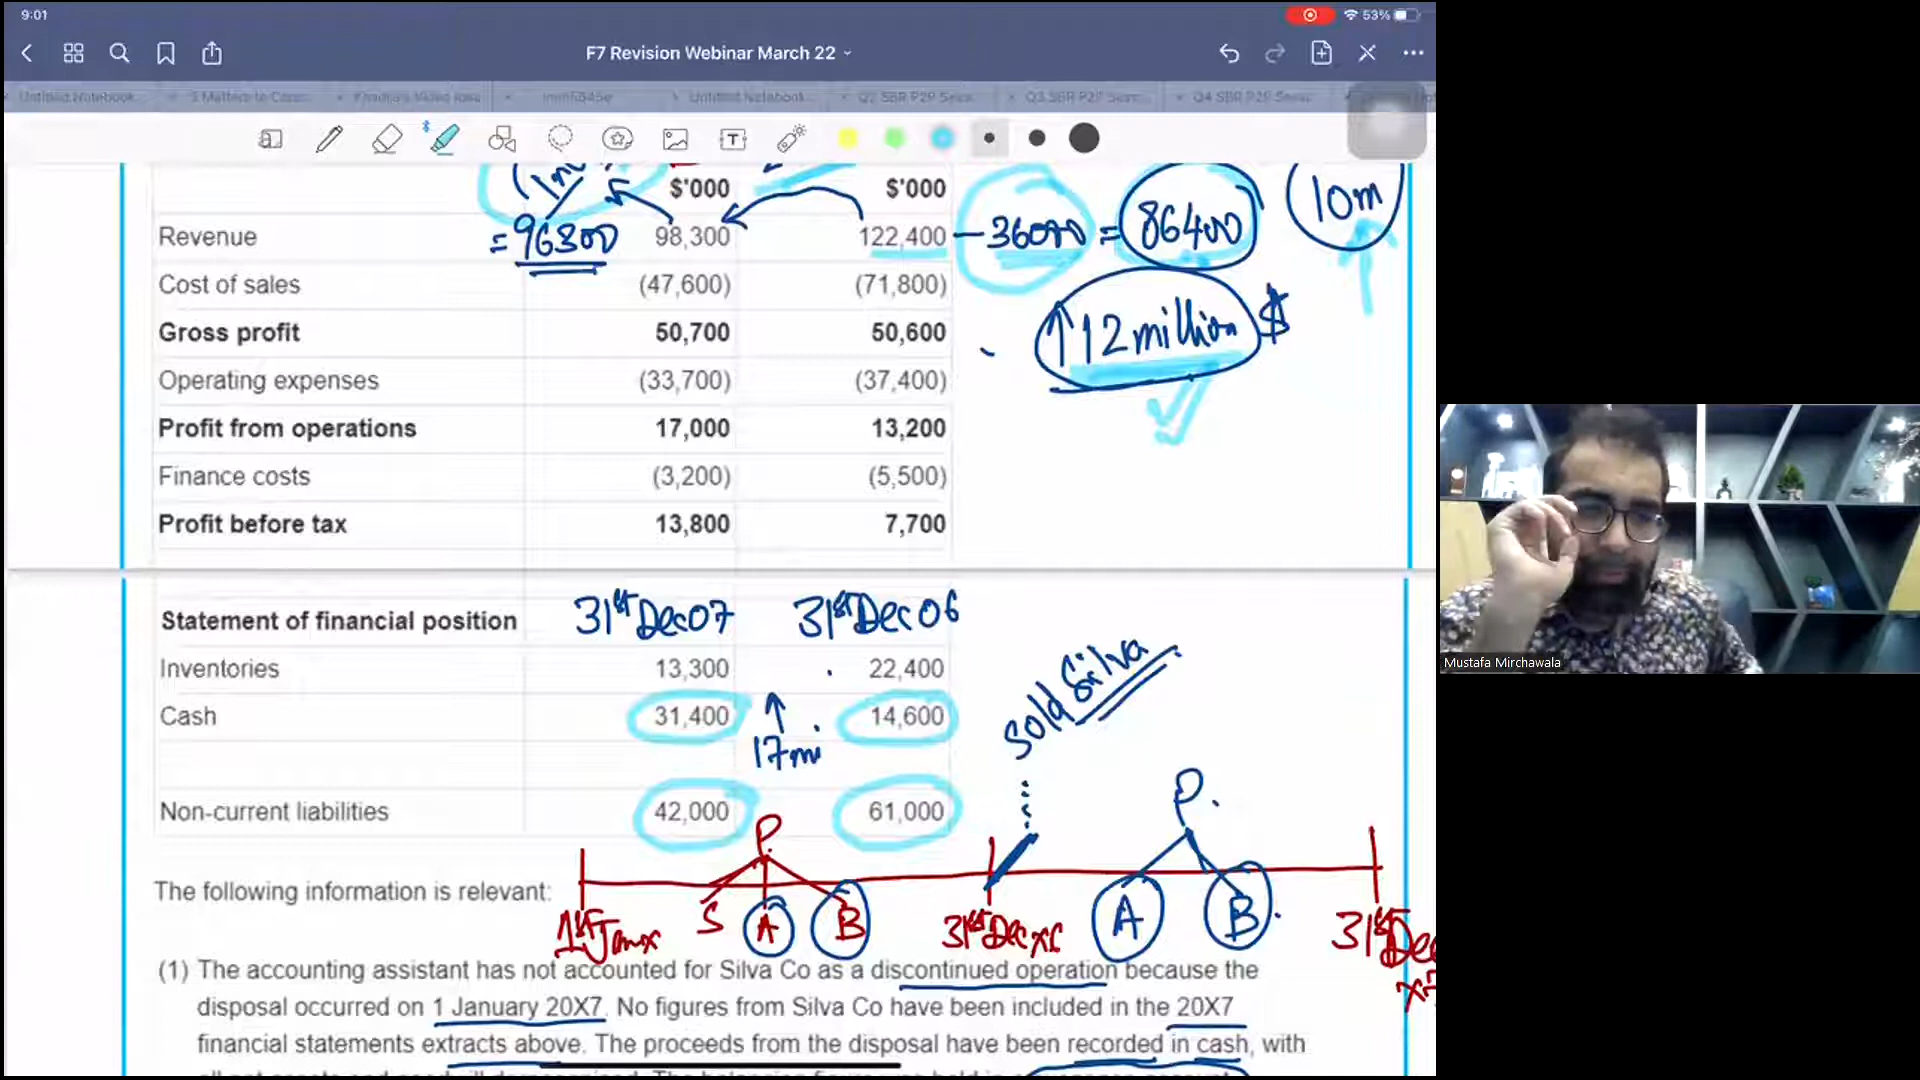 9:01
53%
F7 Revision Webinar March 22
Untitled Notebook...
Untitled Notebook...
$'000 $'000
10m
Revenue = 96300 98,300 122,400 - 36000 = 86400
Cost of sales (47,600) (71,800)
↑12 million $
Gross profit 50,700 50,600
Operating expenses (33,700) (37,400)
Profit from operations 17,000 13,200
Finance costs (3,200) (5,500)
Profit before tax 13,800 7,700
Statement of financial position 31st Dec 07 31st Dec 06
Inventories 13,300 22,400
sold Silva
Cash 31,400 14,600
↑ 17mi
Non-current liabilities 42,000 61,000
P P.
The following information is relevant:
S A B A B
1st Jan 31st Dec 31st Dec
(1) The accounting assistant has not accounted for Silva Co as a discontinued operation because the
disposal occurred on 1 January 20X7. No figures from Silva Co have been included in the 20X7
financial statements extracts above. The proceeds from the disposal have been recorded in cash, with
Mustafa Mirchawala